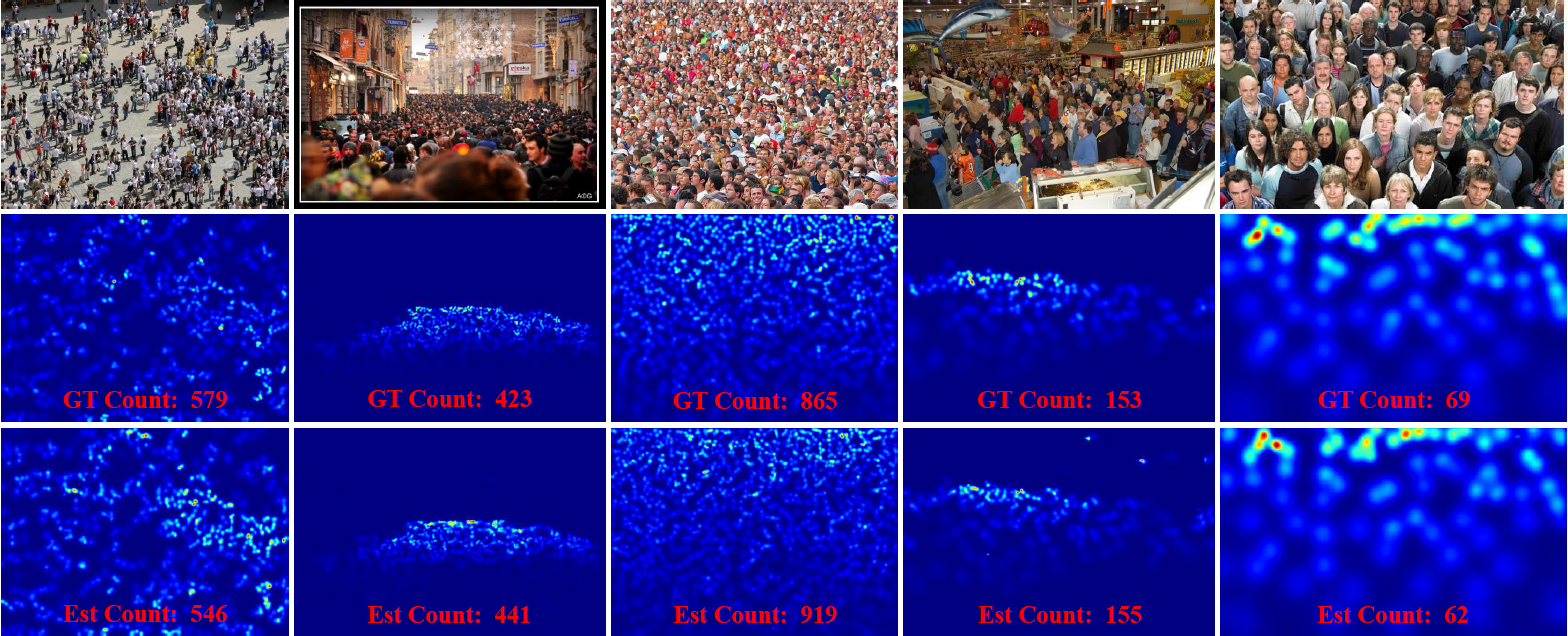 A©G
GT Count: 579
GT Count: 423
GT Count: 865
GT Count: 153
GT Count: 69
Est Count: 546
Est Count: 441
Est Count: 919
Est Count: 155
Est Count: 62